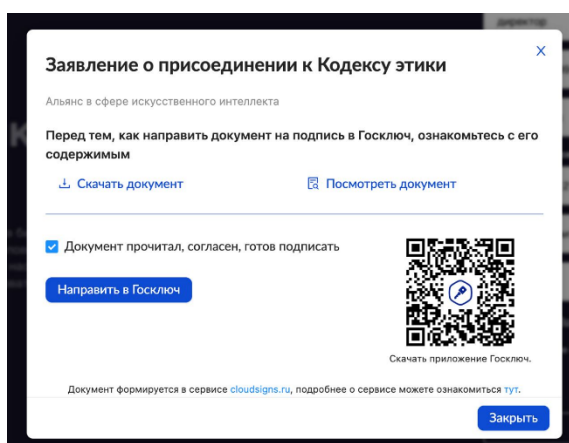 директор
Заявление о присоединении к Кодексу этики
Альянс в сфере искусственного интеллекта
Перед тем, как направить документ на подпись в Госключ, ознакомьтесь с его
содержимым
Скачать документ
Посмотреть документ
Документ прочитал, согласен, готов подписать
Направить в Госключ
Скачать приложение Госключ.
Документ формируется в сервисе cloudsigns.ru, подробнее о сервисе можете ознакомиться тут.
Закрыть